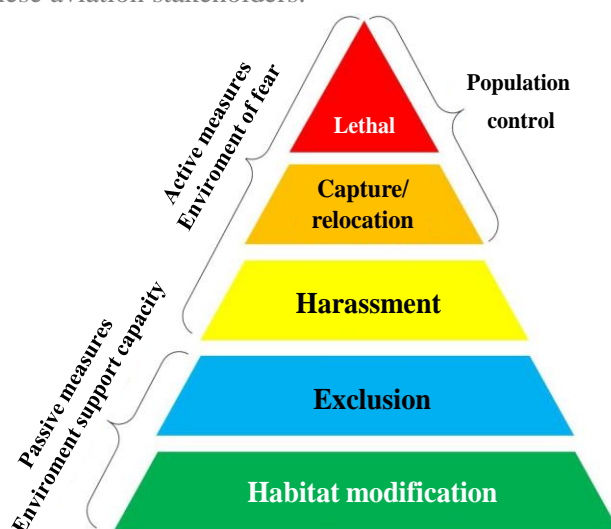 these aviation stakeholders.
Active measures
Enviroment of fear
Population
control
Lethal
Capture/
relocation
Harassment
Passive measures
Enviroment support capacity
Exclusion
Habitat modification